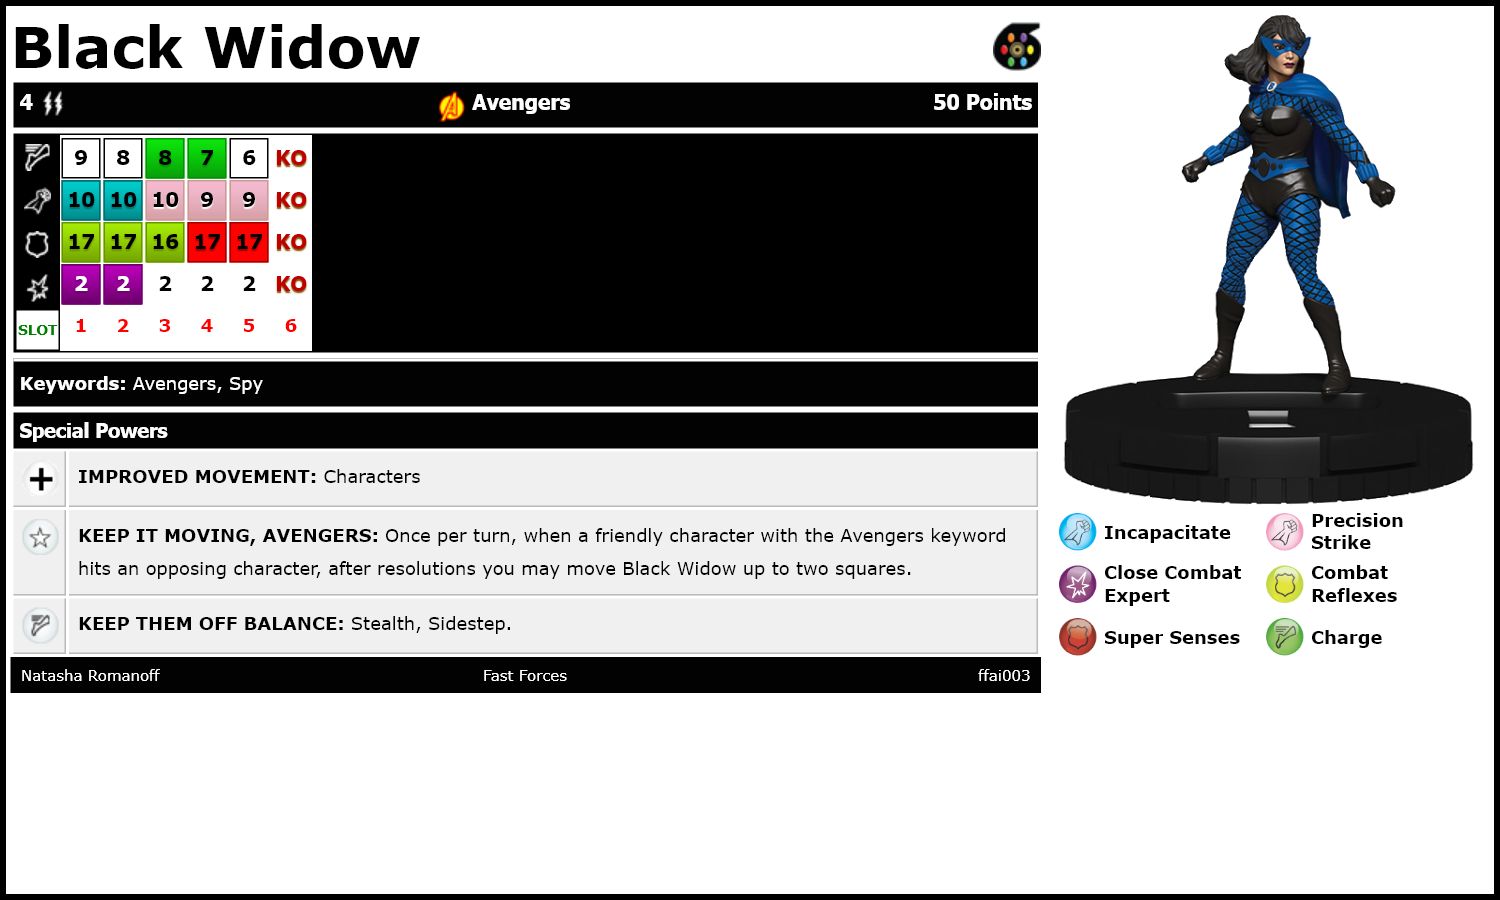 Black Widow
4 Avengers 50 Points
9 8 8 7 6 KO
10 10 10 9 9 KO
17 17 16 17 17 KO
2 2 2 2 2 KO
SLOT 1 2 3 4 5 6
Keywords: Avengers, Spy
Special Powers
IMPROVED MOVEMENT: Characters
KEEP IT MOVING, AVENGERS: Once per turn, when a friendly character with the Avengers keyword
hits an opposing character, after resolutions you may move Black Widow up to two squares.
KEEP THEM OFF BALANCE: Stealth, Sidestep.
Natasha Romanoff Fast Forces ffai003
Incapacitate
Precision
Strike
Close Combat
Expert
Combat
Reflexes
Super Senses
Charge